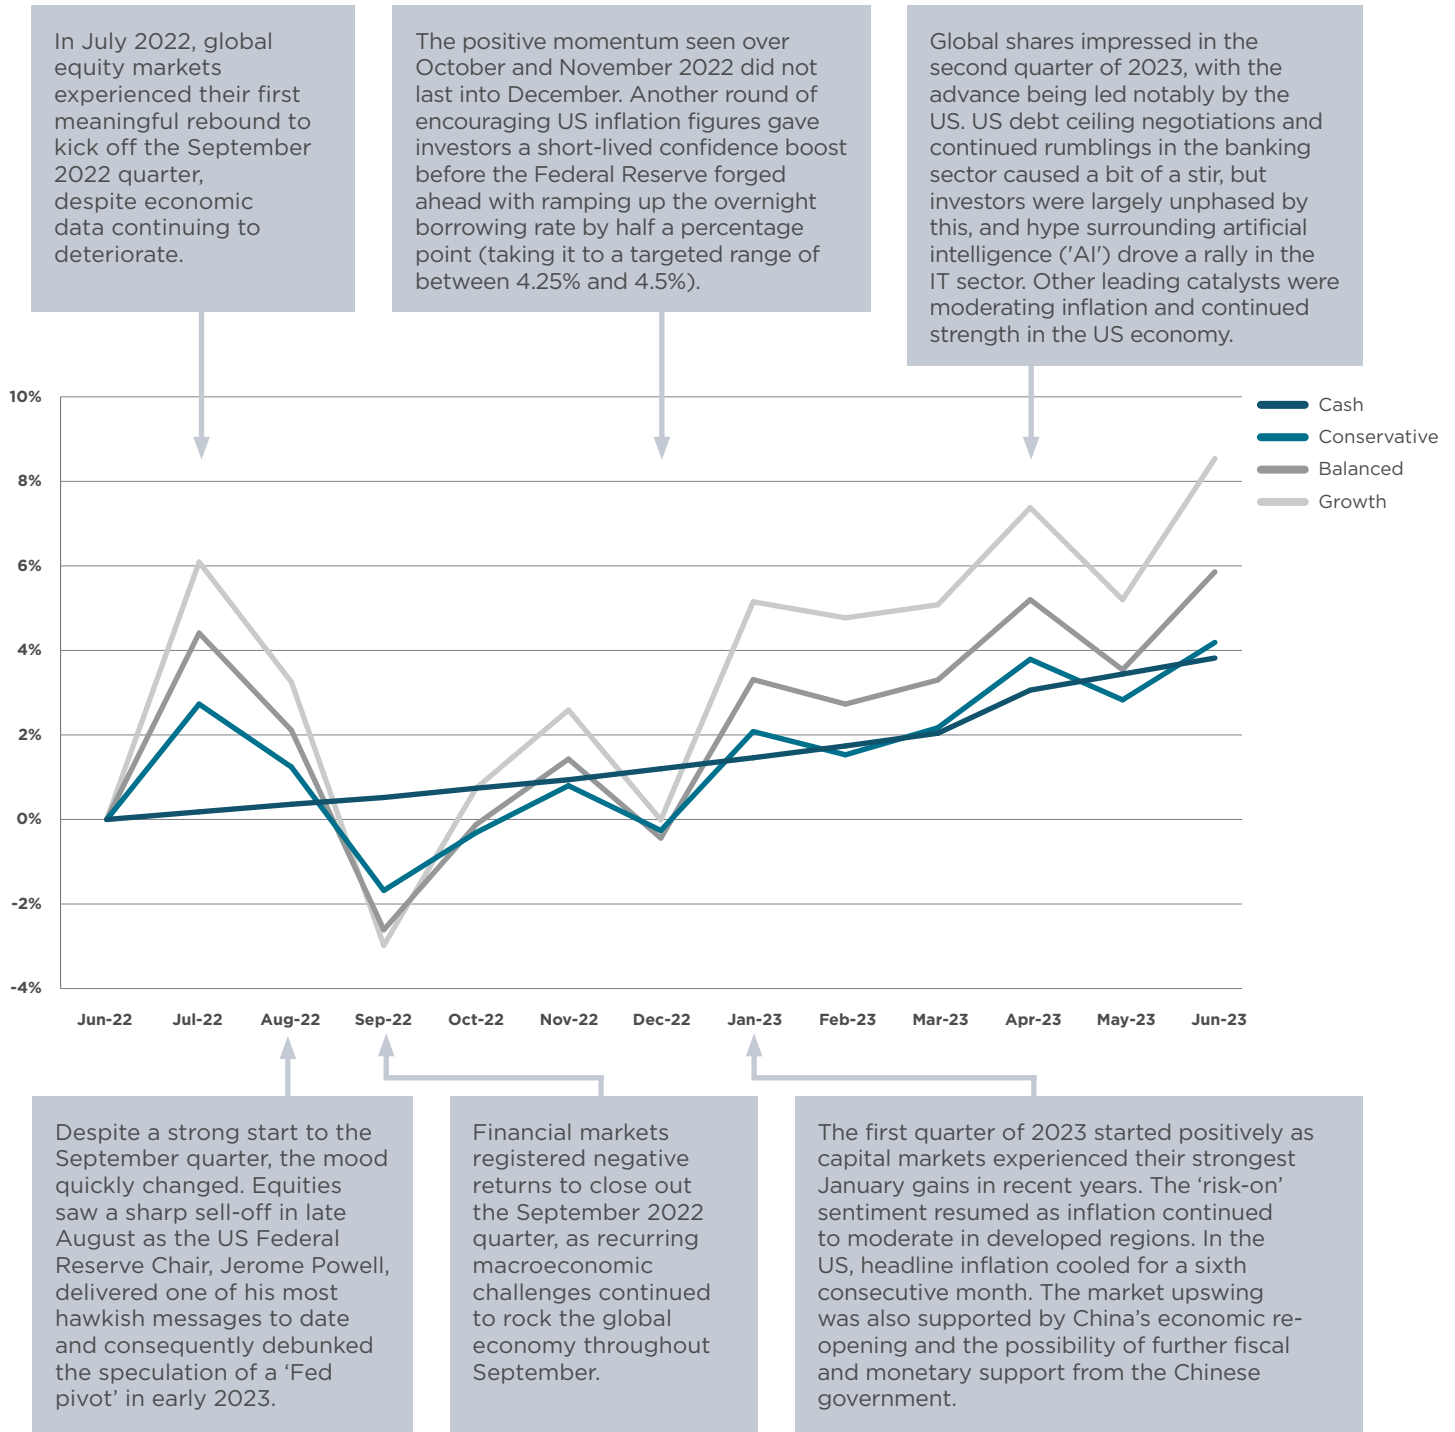 In July 2022, global
equity markets
experienced their first
meaningful rebound to
kick off the September
2022 quarter,
despite economic
data continuing to
deteriorate.
The positive momentum seen over
October and November 2022 did not
last into December. Another round of
encouraging US inflation figures gave
investors a short-lived confidence boost
before the Federal Reserve forged
ahead with ramping up the overnight
borrowing rate by half a percentage
point (taking it to a targeted range of
between 4.25% and 4.5%).
Global shares impressed in the
second quarter of 2023, with the
advance being led notably by the
US. US debt ceiling negotiations and
continued rumblings in the banking
sector caused a bit of a stir, but
investors were largely unphased by
this, and hype surrounding artificial
intelligence ('AI') drove a rally in the
IT sector. Other leading catalysts were
moderating inflation and continued
strength in the US economy.
10%
8%
6%
4%
2%
0%
-2%
-4%
Cash
Conservative
Balanced
Growth
Jun-22 Jul-22 Aug-22 Sep-22 Oct-22 Nov-22 Dec-22 Jan-23 Feb-23 Mar-23 Apr-23 May-23 Jun-23
Despite a strong start to the
September quarter, the mood
quickly changed. Equities
saw a sharp sell-off in late
August as the US Federal
Reserve Chair, Jerome Powell,
delivered one of his most
hawkish messages to date
and consequently debunked
the speculation of a ‘Fed
pivot’ in early 2023.
Financial markets
registered negative
returns to close out
the September 2022
quarter, as recurring
macroeconomic
challenges continued
to rock the global
economy throughout
September.
The first quarter of 2023 started positively as
capital markets experienced their strongest
January gains in recent years. The ‘risk-on’
sentiment resumed as inflation continued
to moderate in developed regions. In the
US, headline inflation cooled for a sixth
consecutive month. The market upswing
was also supported by China’s economic re-
opening and the possibility of further fiscal
and monetary support from the Chinese
government.